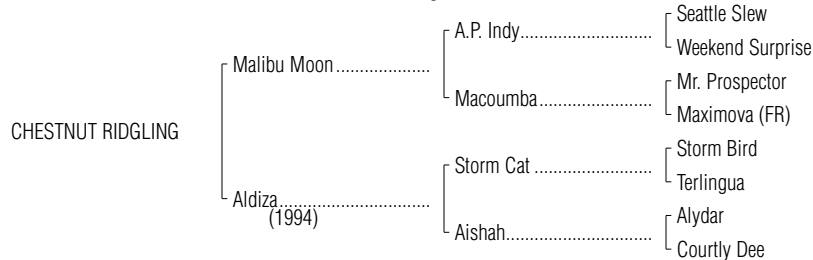 Seattle Slew
A.P. Indy
Weekend Surprise
Malibu Moon
Mr. Prospector
Macoumba
Maximova (FR)
CHESTNUT RIDGLING
Storm Bird
Storm Cat
Terlingua
Aldiza
(1994)
Alydar
Aishah
Courtly Dee